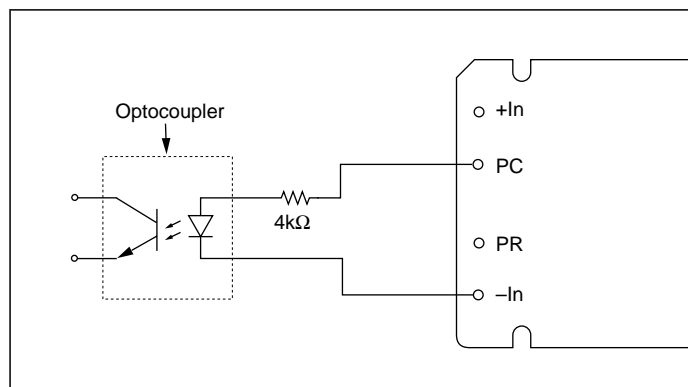 Optocoupler
4kΩ
+In
PC
PR
–In